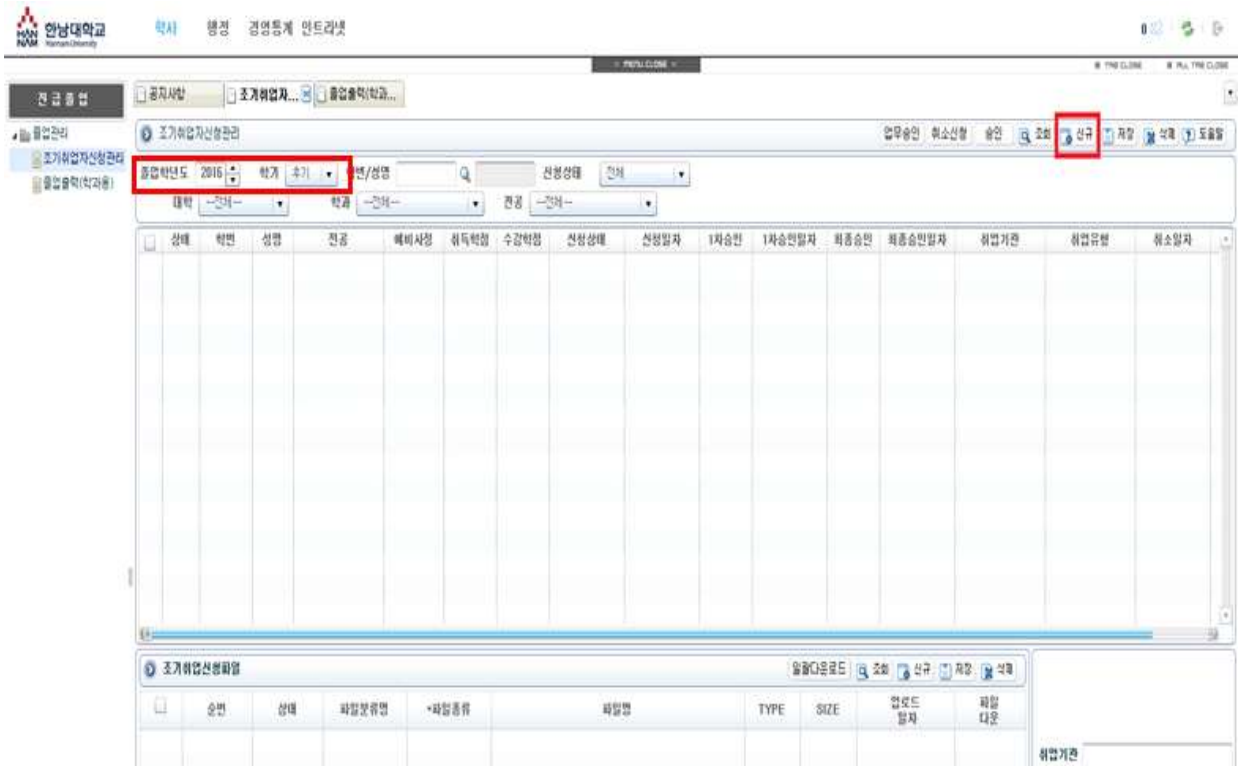 한남대학교 학사 행정 경영통계 인트라넷
HANNAM Hannam University
MENU CLOSE TAB CLOSE ALL TAB CLOSE
공지사항 조기취업자... 졸업출력(학과...
졸업관리
조기취업자신청관리
졸업출력(학과용)
조기취업자신청관리 업무승인 취소신청 승인 조회 신규 저장 삭제 도움말
졸업학년도 2016 학기 후기 학번/성명 신청상태 전체
대학 --전체-- 학과 --전체-- 전공 --전체--
상태 학번 성명 전공 예비사정 취득학점 수강학점 신청상태 신청일자 1차승인 1차승인일자 최종승인 최종승인일자 취업기관 취업유형 취소일자
조기취업신청파일 일괄다운로드 조회 신규 저장 삭제
순번 상태 파일분류명 *파일종류 파일명 TYPE SIZE 업로드 일자 파일 다운
취업기관